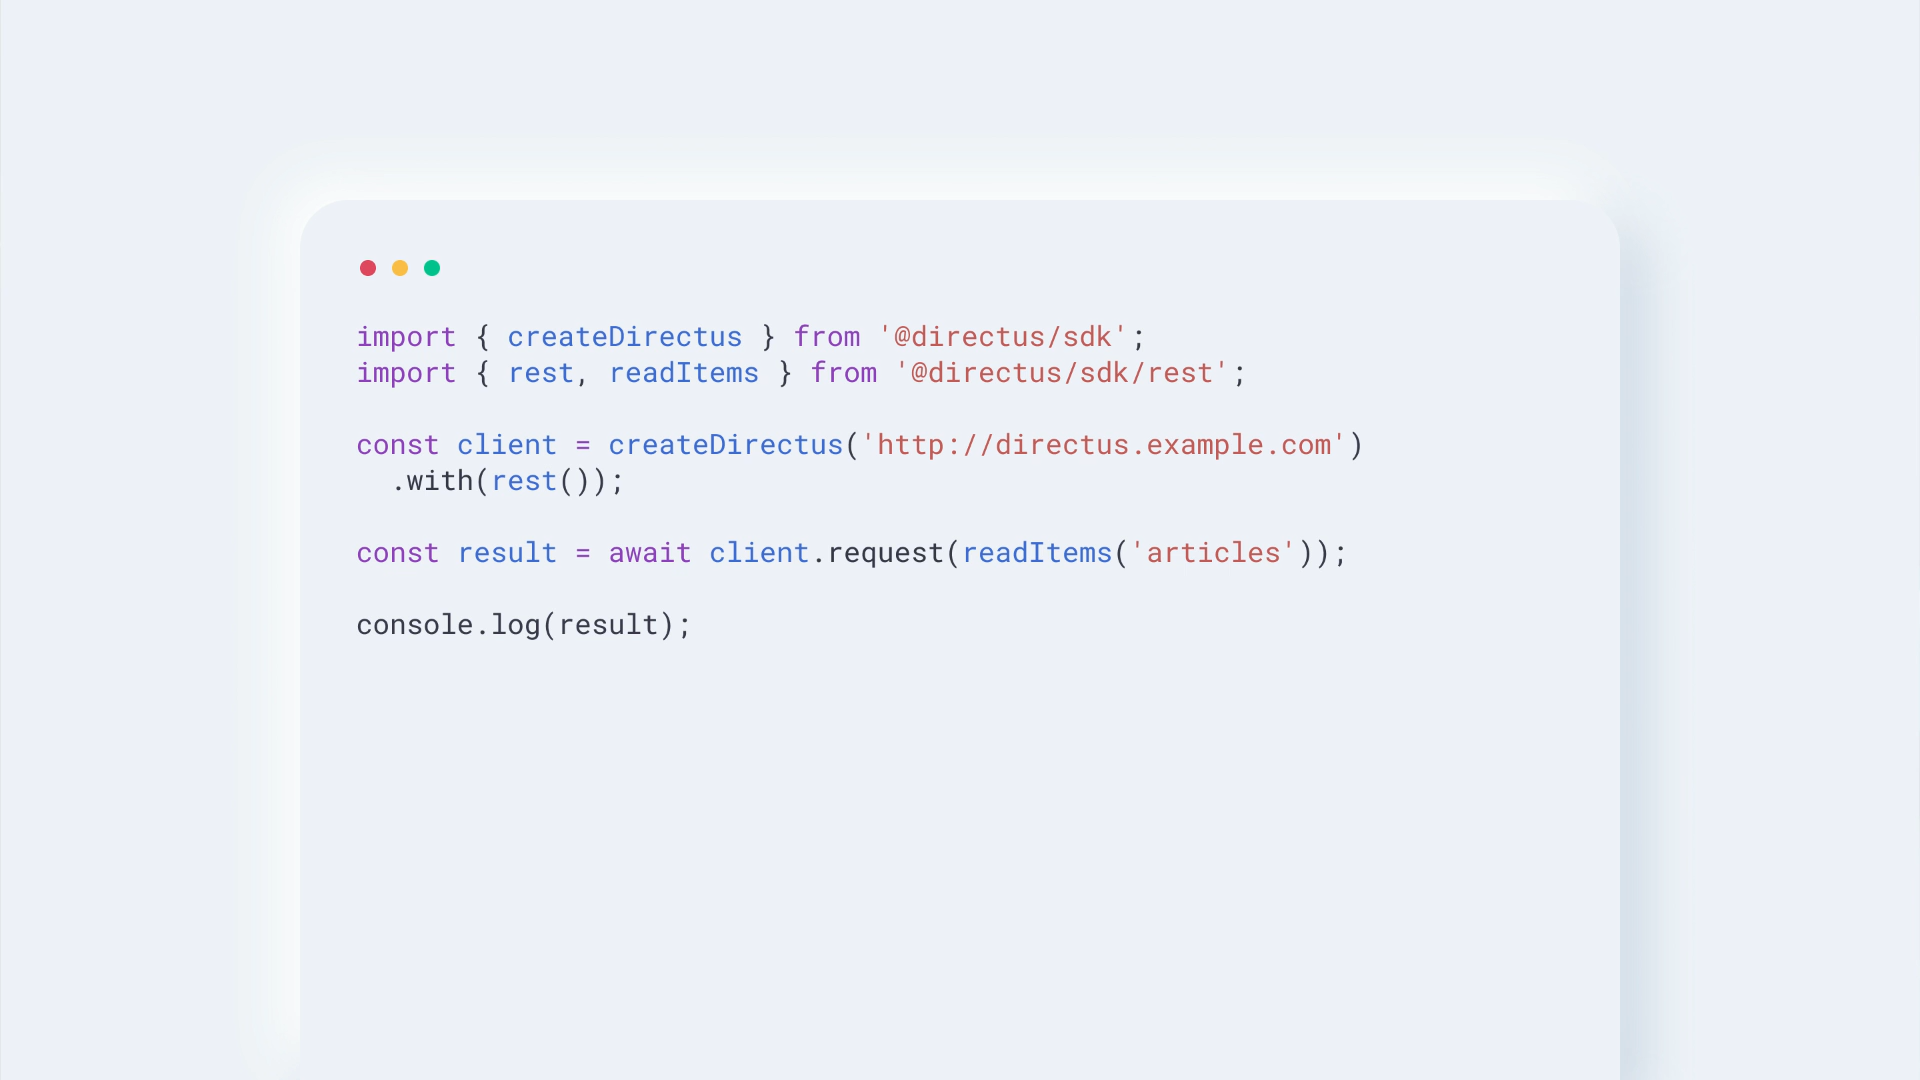 import { createDirectus } from '@directus/sdk';
import { rest, readItems } from '@directus/sdk/rest';
const client = createDirectus('http://directus.example.com')
  .with(rest());
const result = await client.request(readItems('articles'));
console.log(result);